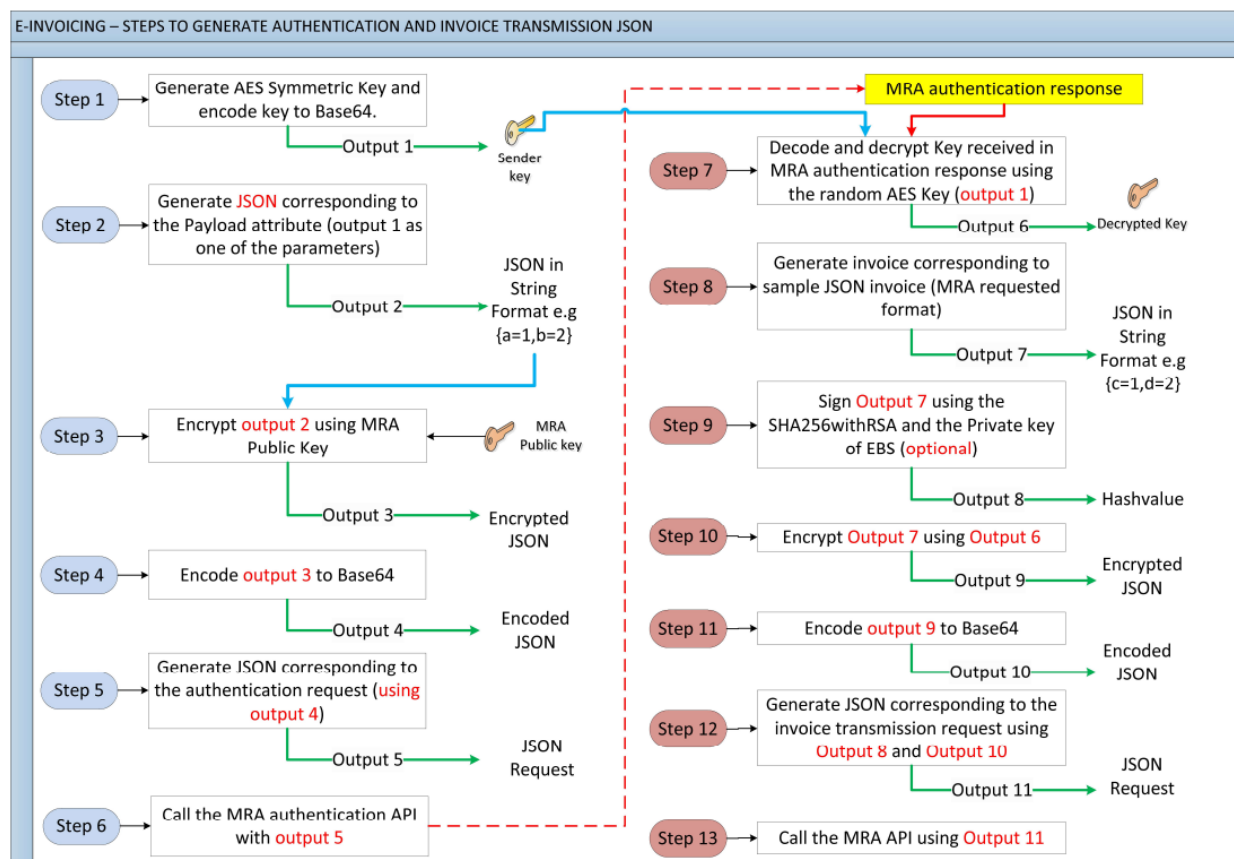 E-INVOICING – STEPS TO GENERATE AUTHENTICATION AND INVOICE TRANSMISSION JSON
Step 1
Generate AES Symmetric Key and
encode key to Base64.
Output 1
Sender
key
Step 2
Generate JSON corresponding to
the Payload attribute (output 1 as
one of the parameters)
Output 2
JSON in
String
Format e.g
{a=1,b=2}
Step 3
Encrypt output 2 using MRA
Public Key
MRA
Public key
Output 3
Encrypted
JSON
Step 4
Encode output 3 to Base64
Output 4
Encoded
JSON
Step 5
Generate JSON corresponding to
the authentication request (using
output 4)
Output 5
JSON
Request
Step 6
Call the MRA authentication API
with output 5
MRA authentication response
Step 7
Decode and decrypt Key received in
MRA authentication response using
the random AES Key (output 1)
Output 6
Decrypted Key
Step 8
Generate invoice corresponding to
sample JSON invoice (MRA requested
format)
Output 7
JSON in
String
Format e.g
{c=1,d=2}
Step 9
Sign Output 7 using the
SHA256withRSA and the Private key
of EBS (optional)
Output 8
Hashvalue
Step 10
Encrypt Output 7 using Output 6
Output 9
Encrypted
JSON
Step 11
Encode output 9 to Base64
Output 10
Encoded
JSON
Step 12
Generate JSON corresponding to the
invoice transmission request using
Output 8 and Output 10
Output 11
JSON
Request
Step 13
Call the MRA API using Output 11